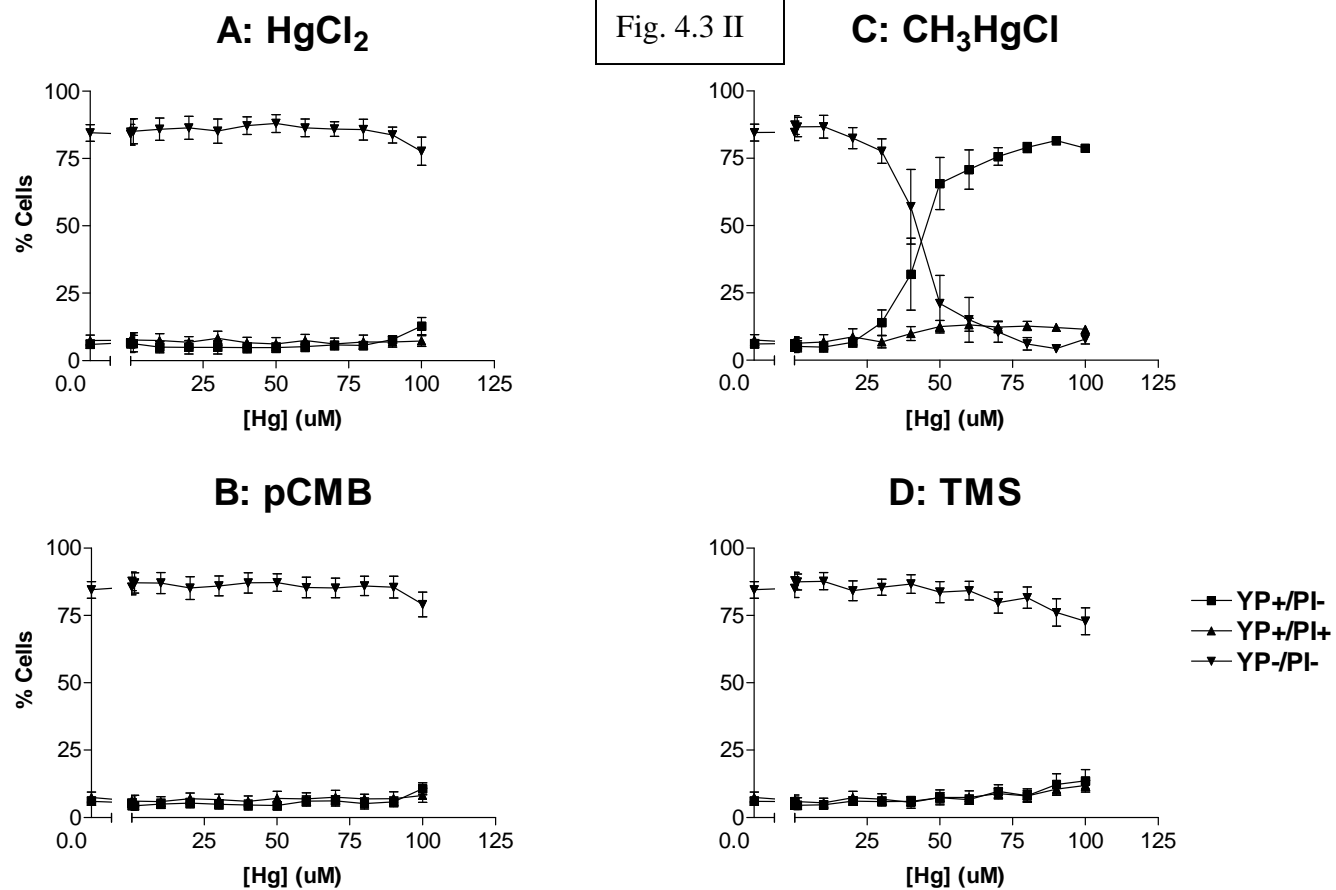 Fig. 4.3 II
A: HgCl₂
100
75
50
25
0
% Cells
0.0 25 50 75 100 125
[Hg] (uM)
C: CH₃HgCl
100
75
50
25
0
0.0 25 50 75 100 125
[Hg] (uM)
B: pCMB
100
75
50
25
0
% Cells
0.0 25 50 75 100 125
[Hg] (uM)
D: TMS
100
75
50
25
0
0.0 25 50 75 100 125
[Hg] (uM)
YP+/PI-
YP+/PI+
YP-/PI-